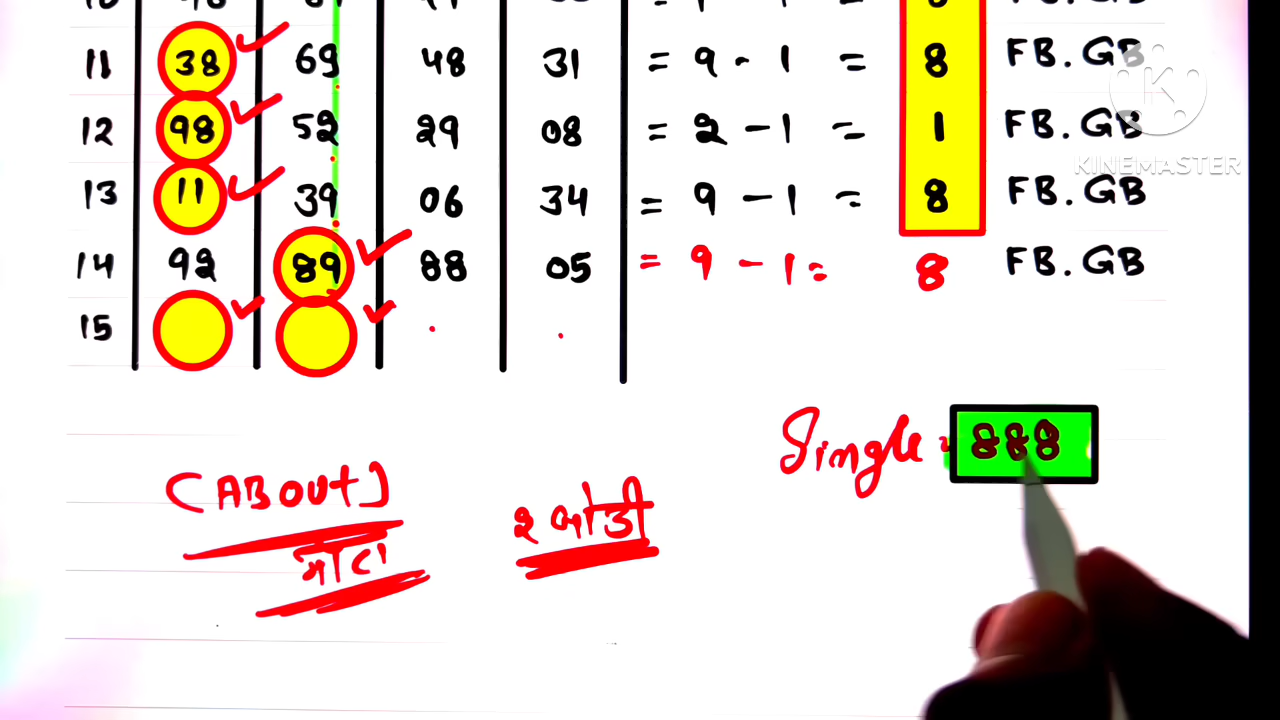 11 38 69 48 31 = 9 - 1 = 8 FB.GB
12 98 52 29 08 = 2 - 1 = 1 FB.GB
13 11 39 06 34 = 9 - 1 = 8 FB.GB
14 92 89 88 05 = 9 - 1 = 8 FB.GB
15
KINEMASTER
Single = 888
(ABOUT)